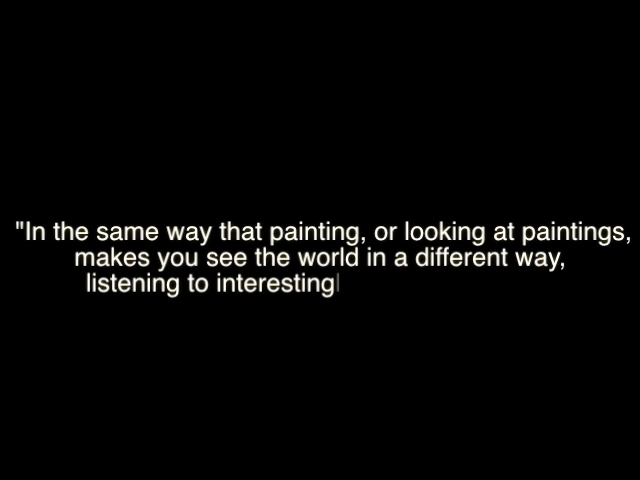 "In the same way that painting, or looking at paintings,
makes you see the world in a different way,
listening to interesting